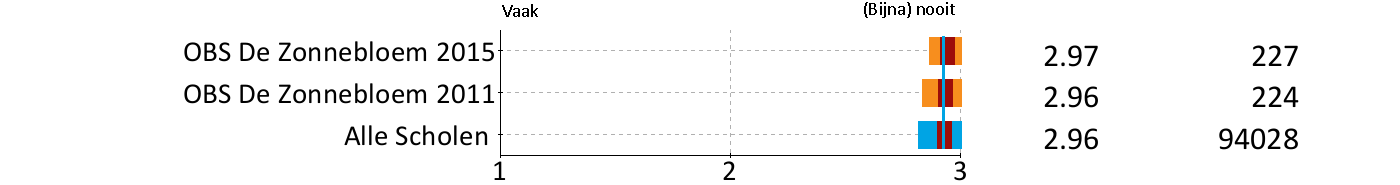 Vaak (Bijna) nooit
OBS De Zonnebloem 2015 2.97 227
OBS De Zonnebloem 2011 2.96 224
Alle Scholen 2.96 94028
1 2 3